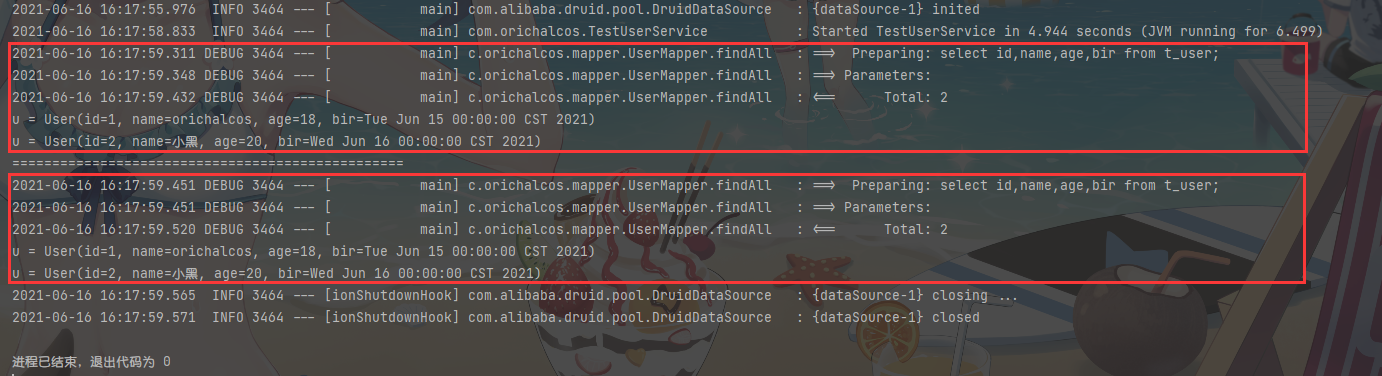 2021-06-16 16:17:55.976  INFO 3464 --- [           main] com.alibaba.druid.pool.DruidDataSource   : {dataSource-1} inited
2021-06-16 16:17:58.833  INFO 3464 --- [           main] com.orichalcos.TestUserService           : Started TestUserService in 4.944 seconds (JVM running for 6.499)
2021-06-16 16:17:59.311 DEBUG 3464 --- [           main] c.orichalcos.mapper.UserMapper.findAll   : ==>  Preparing: select id,name,age,bir from t_user;
2021-06-16 16:17:59.348 DEBUG 3464 --- [           main] c.orichalcos.mapper.UserMapper.findAll   : ==> Parameters:
2021-06-16 16:17:59.432 DEBUG 3464 --- [           main] c.orichalcos.mapper.UserMapper.findAll   : <==      Total: 2
u = User(id=1, name=orichalcos, age=18, bir=Tue Jun 15 00:00:00 CST 2021)
u = User(id=2, name=小黑, age=20, bir=Wed Jun 16 00:00:00 CST 2021)
=================================================
2021-06-16 16:17:59.451 DEBUG 3464 --- [           main] c.orichalcos.mapper.UserMapper.findAll   : ==>  Preparing: select id,name,age,bir from t_user;
2021-06-16 16:17:59.451 DEBUG 3464 --- [           main] c.orichalcos.mapper.UserMapper.findAll   : ==> Parameters:
2021-06-16 16:17:59.520 DEBUG 3464 --- [           main] c.orichalcos.mapper.UserMapper.findAll   : <==      Total: 2
= User(id=1, name=orichalcos, age=18, bir=Tue Jun 15 00:00:00 CST 2021)
u = User(id=2, name=小黑, age=20, bir=Wed Jun 16 00:00:00 CST 2021)
2021-06-16 16:17:59.565  INFO 3464 --- [ionShutdownHook] com.alibaba.druid.pool.DruidDataSource   : {dataSource-1} closing ...
2021-06-16 16:17:59.571  INFO 3464 --- [ionShutdownHook] com.alibaba.druid.pool.DruidDataSource   : {dataSource-1} closed
进程已结束，退出代码为 0